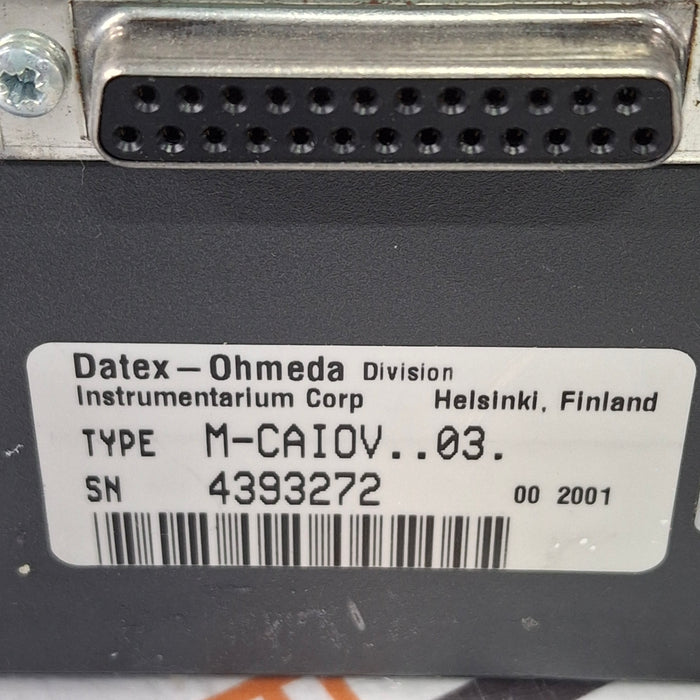 Datex-Ohmeda Division
Instrumentarium Corp Helsinki, Finland
TYPE M-CAIOV..03.
SN 4393272 00 2001